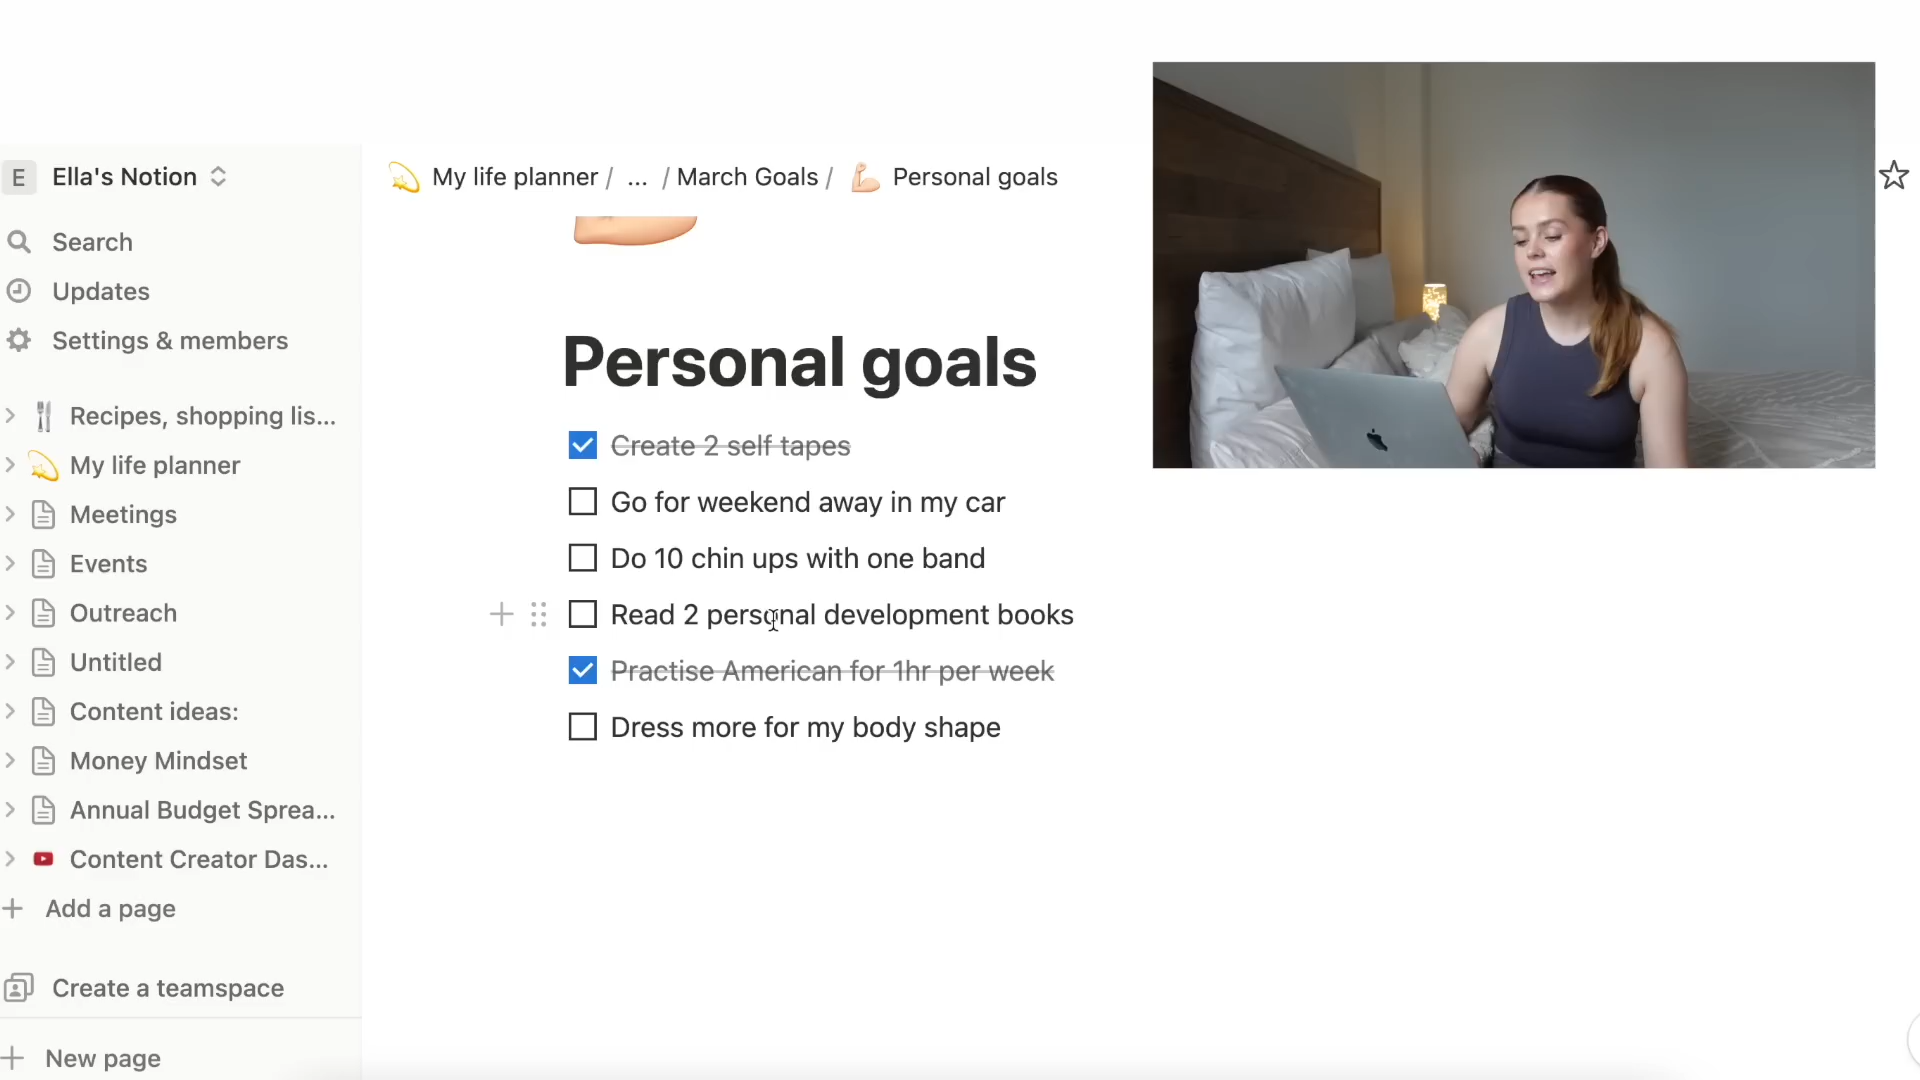 E Ella's Notion
Search
Updates
Settings & members
Recipes, shopping lis...
My life planner
Meetings
Events
Outreach
Untitled
Content ideas:
Money Mindset
Annual Budget Sprea...
Content Creator Das...
Add a page
Create a teamspace
New page
My life planner / ... / March Goals / Personal goals
Personal goals
Create 2 self tapes
Go for weekend away in my car
Do 10 chin ups with one band
Read 2 personal development books
Practise American for 1hr per week
Dress more for my body shape